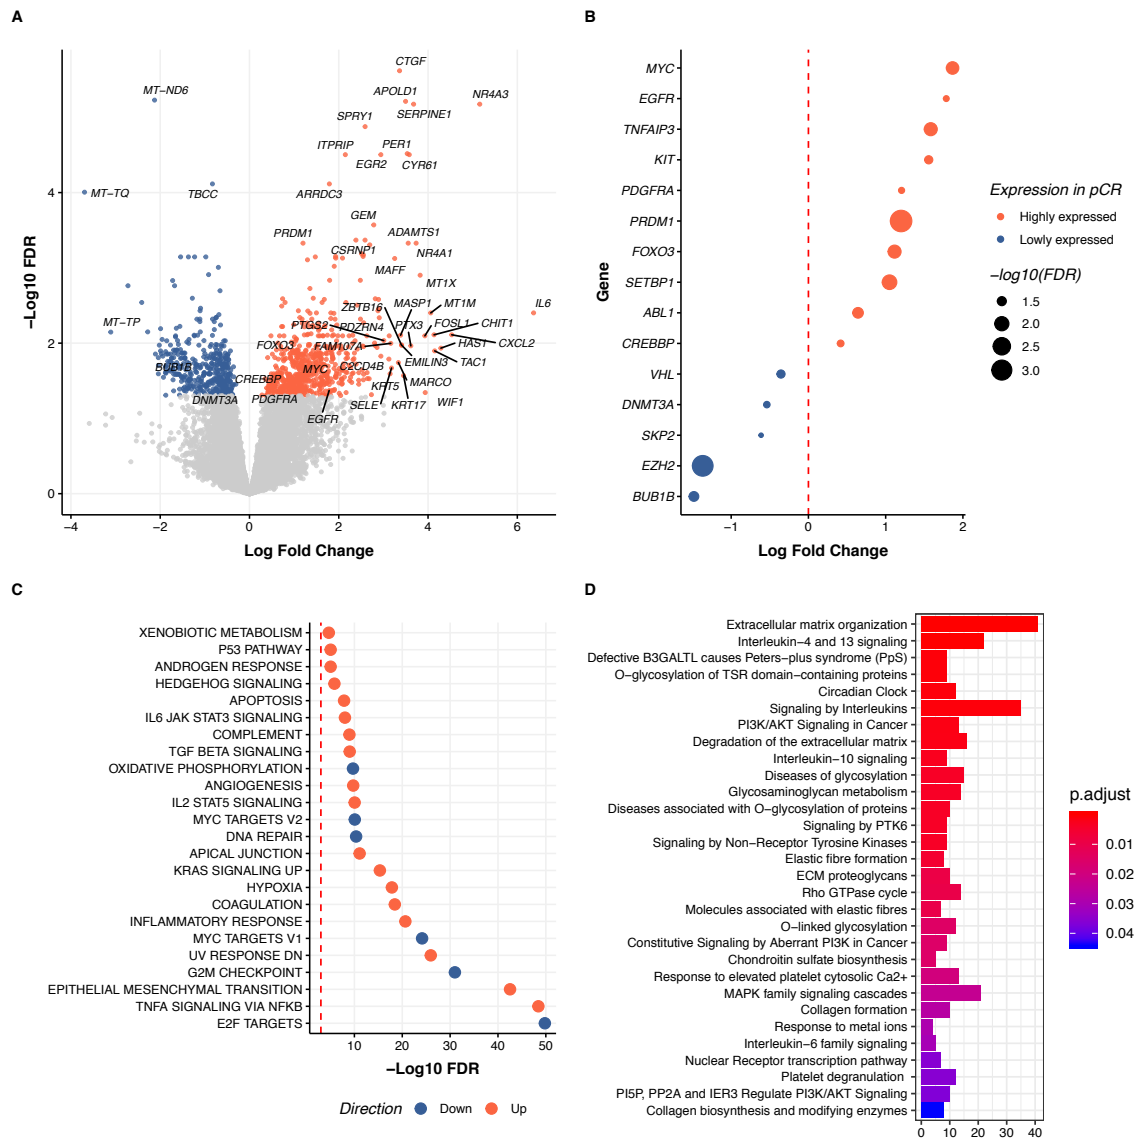 A
CTGF
MT−ND6
APOLD1
NR4A3
SERPINE1
SPRY1
ITPRIP
PER1
EGR2
CYR61
MT−TQ
TBCC
ARRDC3
GEM
PRDM1
ADAMTS1
CSRNP1
NR4A1
MAFF
MT1X
ZBTB16
MASP1
MT1M
IL6
MT−TP
PTGS2
PDZRN4
PTX3
FOSL1
CHIT1
FOXO3
FAM107A
HAS1
CXCL2
BUB1B
MYC
C2CD4B
EMILIN3
TAC1
CREBBP
KRT5
MARCO
DNMT3A
PDGFRA
SELE
KRT17
WIF1
EGFR
−Log10 FDR
4
2
0
−4
−2
0
2
4
6
Log Fold Change
B
Gene
MYC
EGFR
TNFAIP3
KIT
PDGFRA
PRDM1
FOXO3
SETBP1
ABL1
CREBBP
VHL
DNMT3A
SKP2
EZH2
BUB1B
−1
0
1
2
Log Fold Change
Expression in pCR
Highly expressed
Lowly expressed
−log10(FDR)
1.5
2.0
2.5
3.0
C
XENOBIOTIC METABOLISM
P53 PATHWAY
ANDROGEN RESPONSE
HEDGEHOG SIGNALING
APOPTOSIS
IL6 JAK STAT3 SIGNALING
COMPLEMENT
TGF BETA SIGNALING
OXIDATIVE PHOSPHORYLATION
ANGIOGENESIS
IL2 STAT5 SIGNALING
MYC TARGETS V2
DNA REPAIR
APICAL JUNCTION
KRAS SIGNALING UP
HYPOXIA
COAGULATION
INFLAMMATORY RESPONSE
MYC TARGETS V1
UV RESPONSE DN
G2M CHECKPOINT
EPITHELIAL MESENCHYMAL TRANSITION
TNFA SIGNALING VIA NFKB
E2F TARGETS
10
20
30
40
50
−Log10 FDR
Direction
Down
Up
D
Extracellular matrix organization
Interleukin−4 and 13 signaling
Defective B3GALTL causes Peters−plus syndrome (PpS)
O−glycosylation of TSR domain−containing proteins
Circadian Clock
Signaling by Interleukins
PI3K/AKT Signaling in Cancer
Degradation of the extracellular matrix
Interleukin−10 signaling
Diseases of glycosylation
Glycosaminoglycan metabolism
Diseases associated with O−glycosylation of proteins
Signaling by PTK6
Signaling by Non−Receptor Tyrosine Kinases
Elastic fibre formation
ECM proteoglycans
Rho GTPase cycle
Molecules associated with elastic fibres
O−linked glycosylation
Constitutive Signaling by Aberrant PI3K in Cancer
Chondroitin sulfate biosynthesis
Response to elevated platelet cytosolic Ca2+
MAPK family signaling cascades
Collagen formation
Response to metal ions
Interleukin−6 family signaling
Nuclear Receptor transcription pathway
Platelet degranulation
PI5P, PP2A and IER3 Regulate PI3K/AKT Signaling
Collagen biosynthesis and modifying enzymes
0
10
20
30
40
p.adjust
0.01
0.02
0.03
0.04